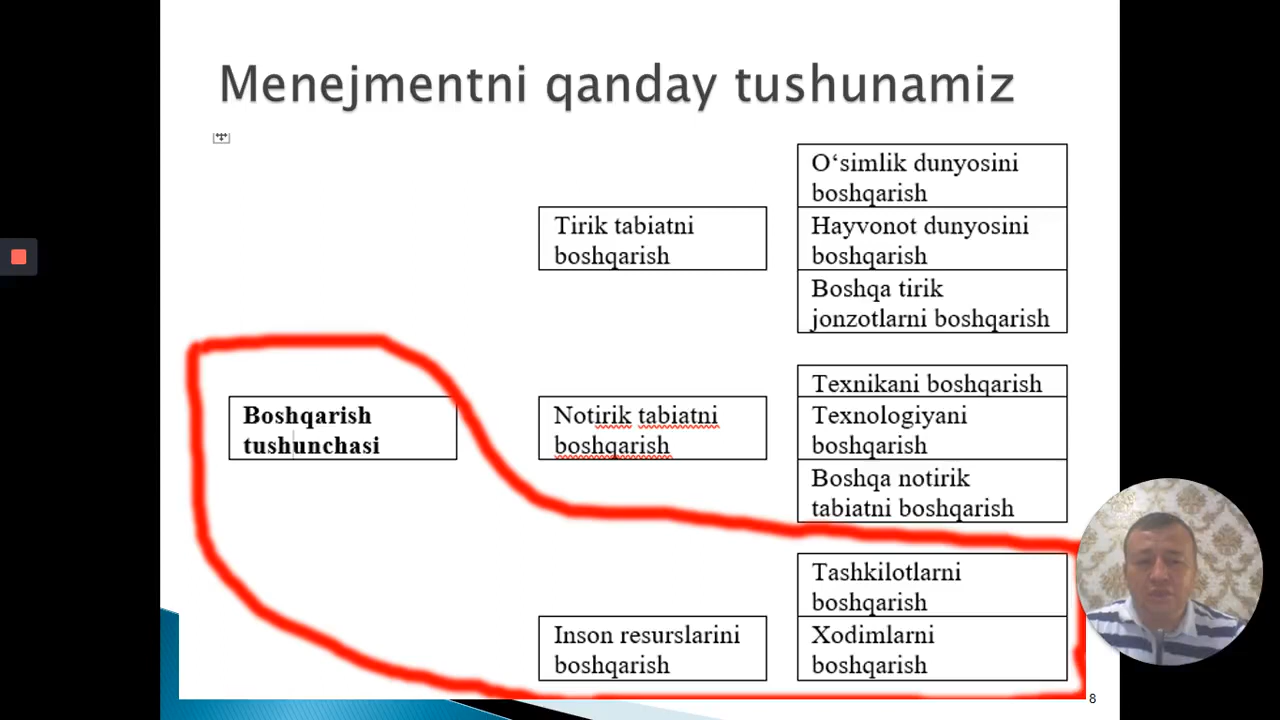 Menejmentni qanday tushunamiz
O‘simlik dunyosini
boshqarish
Tirik tabiatni
boshqarish
Hayvonot dunyosini
boshqarish
Boshqa tirik
jonzotlarni boshqarish
Boshqarish
tushunchasi
Notirik tabiatni
boshqarish
Texnikani boshqarish
Texnologiyani
boshqarish
Boshqa notirik
tabiatni boshqarish
Tashkilotlarni
boshqarish
Inson resurslarini
boshqarish
Xodimlarni
boshqarish
8